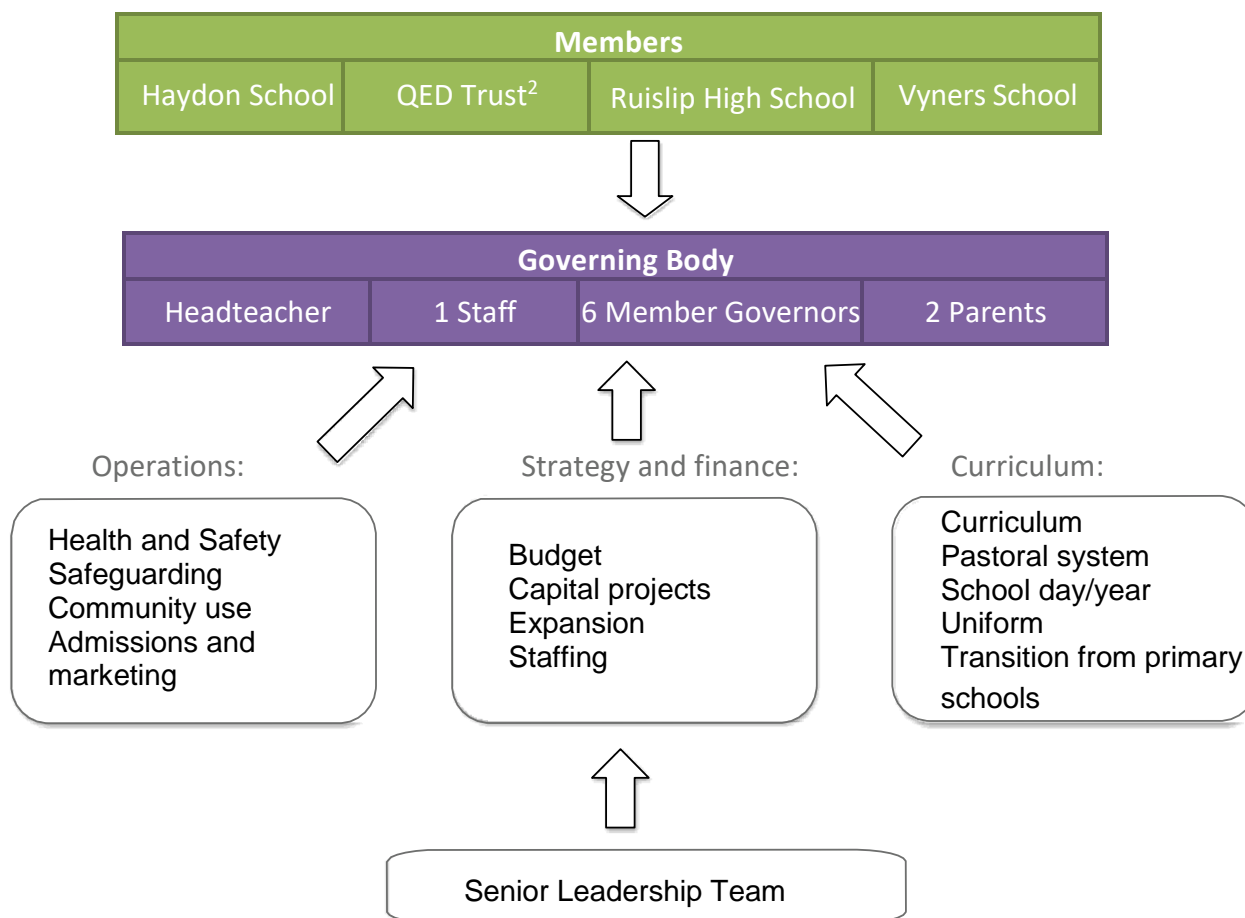 Members
Haydon School
QED Trust²
Ruislip High School
Vyners School
Governing Body
Headteacher
1 Staff
6 Member Governors
2 Parents
Operations:
Health and Safety
Safeguarding
Community use
Admissions and
marketing
Strategy and finance:
Budget
Capital projects
Expansion
Staffing
Curriculum:
Curriculum
Pastoral system
School day/year
Uniform
Transition from primary
schools
Senior Leadership Team